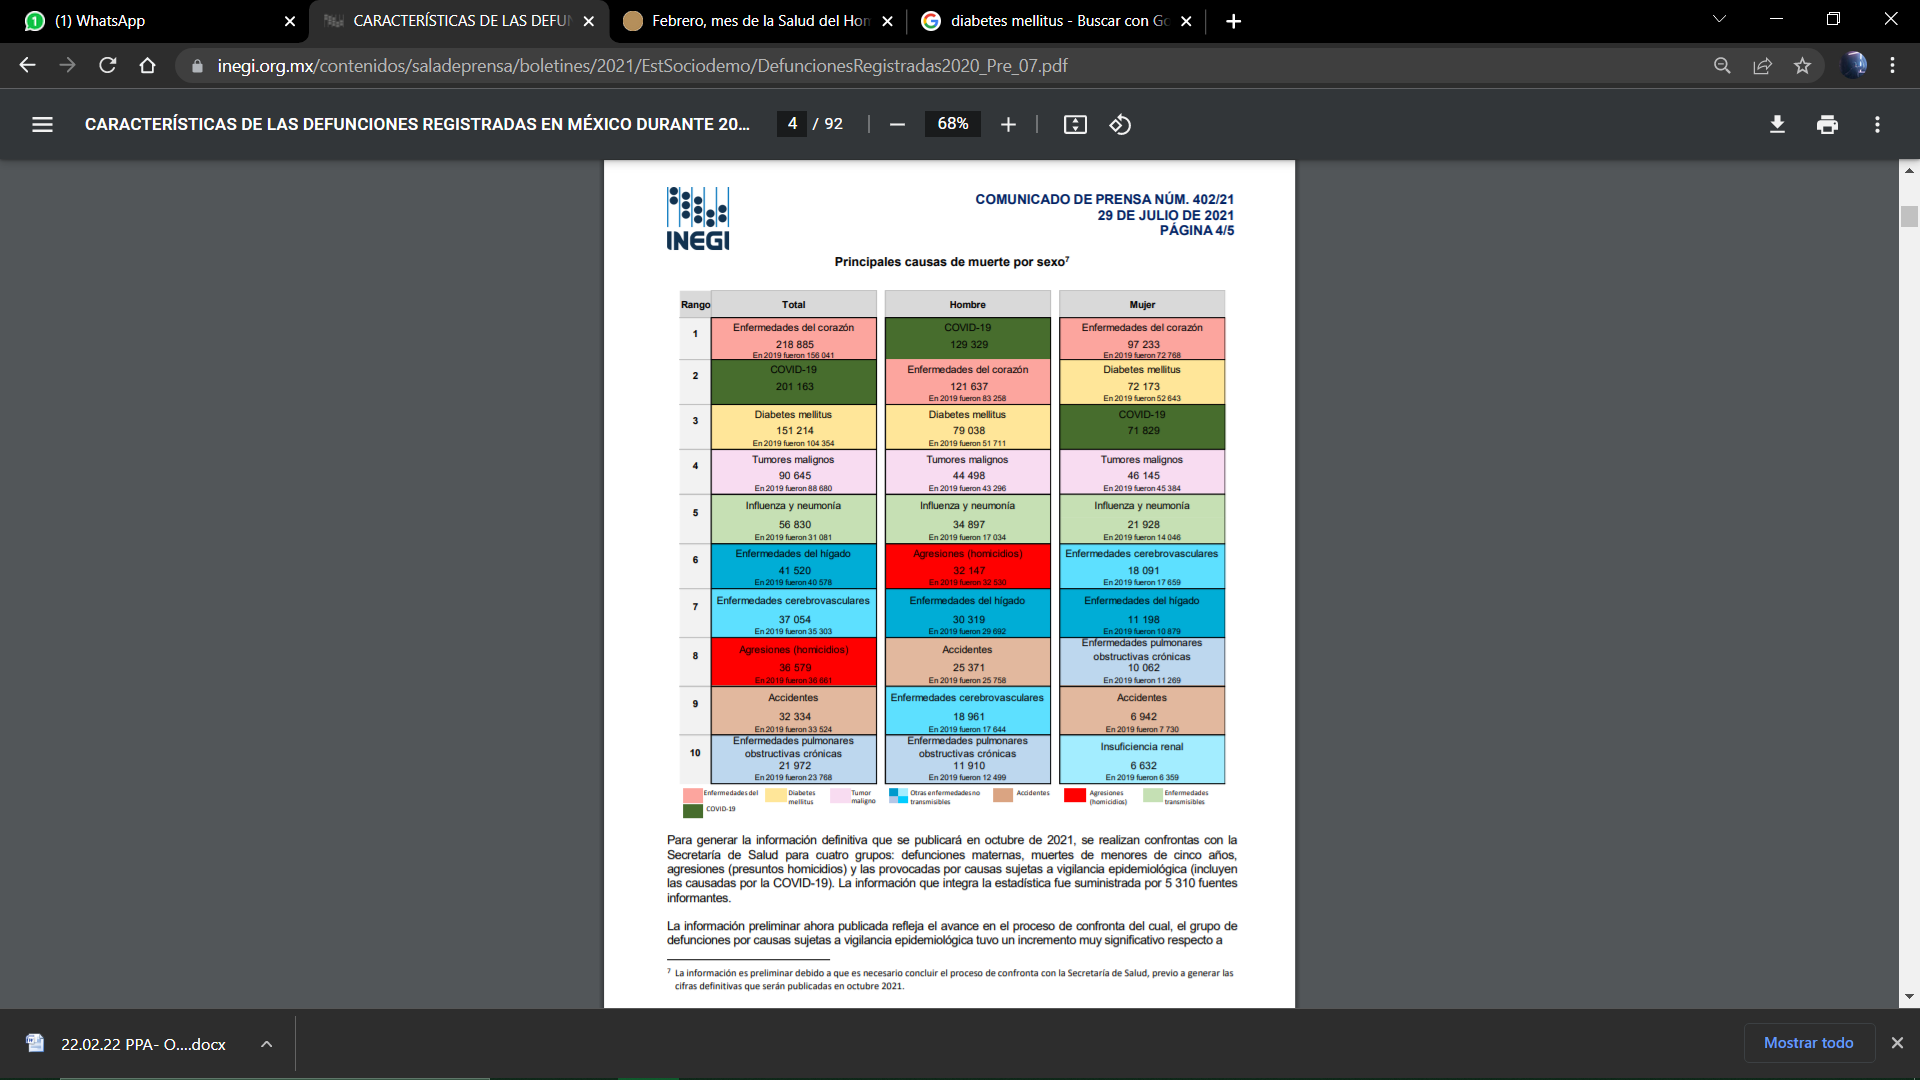 (1) WhatsApp
CARACTERÍSTICAS DE LAS DEFUN
Febrero, mes de la Salud del Hon
diabetes mellitus - Buscar con Go
inegi.org.mx/contenidos/saladeprensa/boletines/2021/EstSociodemo/DefuncionesRegistradas2020_Pre_07.pdf
CARACTERÍSTICAS DE LAS DEFUNCIONES REGISTRADAS EN MÉXICO DURANTE 20...
4 / 92
68%
INEGI
COMUNICADO DE PRENSA NÚM. 402/21
29 DE JULIO DE 2021
PÁGINA 4/5
Principales causas de muerte por sexo7
Rango Total Hombre Mujer
1
Enfermedades del corazón
218 885
En 2019 fueron 156 041
COVID-19
129 329
Enfermedades del corazón
97 233
En 2019 fueron 72 768
2
COVID-19
201 163
Enfermedades del corazón
121 637
En 2019 fueron 83 258
Diabetes mellitus
72 173
En 2019 fueron 52 643
3
Diabetes mellitus
151 214
En 2019 fueron 104 354
Diabetes mellitus
79 038
En 2019 fueron 51 711
COVID-19
71 829
4
Tumores malignos
90 645
En 2019 fueron 88 680
Tumores malignos
44 498
En 2019 fueron 43 296
Tumores malignos
46 145
En 2019 fueron 45 384
5
Influenza y neumonía
56 830
En 2019 fueron 31 081
Influenza y neumonía
34 897
En 2019 fueron 17 034
Influenza y neumonía
21 928
En 2019 fueron 14 046
6
Enfermedades del hígado
41 520
En 2019 fueron 40 578
Agresiones (homicidios)
32 147
En 2019 fueron 32 530
Enfermedades cerebrovasculares
18 091
En 2019 fueron 17 659
7
Enfermedades cerebrovasculares
37 054
En 2019 fueron 35 303
Enfermedades del hígado
30 319
En 2019 fueron 29 692
Enfermedades del hígado
11 198
En 2019 fueron 10 879
8
Agresiones (homicidios)
36 579
En 2019 fueron 36 661
Accidentes
25 371
En 2019 fueron 25 758
Enfermedades pulmonares
obstructivas crónicas
10 062
En 2019 fueron 11 269
9
Accidentes
32 334
En 2019 fueron 33 524
Enfermedades cerebrovasculares
18 961
En 2019 fueron 17 644
Accidentes
6 942
En 2019 fueron 7 730
10
Enfermedades pulmonares
obstructivas crónicas
21 972
En 2019 fueron 23 768
Enfermedades pulmonares
obstructivas crónicas
11 910
En 2019 fueron 12 499
Insuficiencia renal
6 632
En 2019 fueron 6 359
Enfermedades del
Diabetes
mellitus
Tumor
maligno
Otras enfermedades no
transmisibles
Accidentes
Agresiones
(homicidios)
Enfermedades
transmisibles
COVID-19
Para generar la información definitiva que se publicará en octubre de 2021, se realizan confrontas con la
Secretaría de Salud para cuatro grupos: defunciones maternas, muertes de menores de cinco años,
agresiones (presuntos homicidios) y las provocadas por causas sujetas a vigilancia epidemiológica (incluyen
las causadas por la COVID-19). La información que integra la estadística fue suministrada por 5 310 fuentes
informantes.
La información preliminar ahora publicada refleja el avance en el proceso de confronta del cual, el grupo de
defunciones por causas sujetas a vigilancia epidemiológica tuvo un incremento muy significativo respecto a
7 La información es preliminar debido a que es necesario concluir el proceso de confronta con la Secretaría de Salud, previo a generar las
cifras definitivas que serán publicadas en octubre 2021.
22.02.22 PPA- O....docx
Mostrar todo